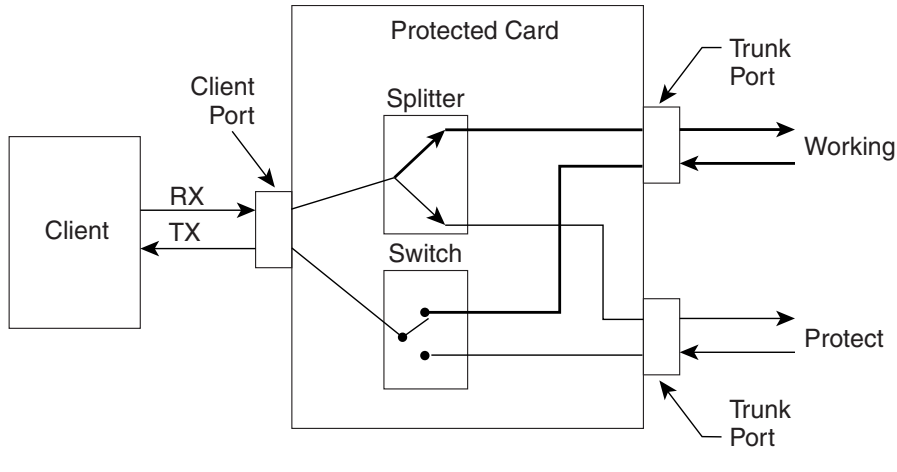 Protected Card
Trunk
Port
Client
Port
Splitter
Working
RX
Client
TX
Switch
Protect
Trunk
Port